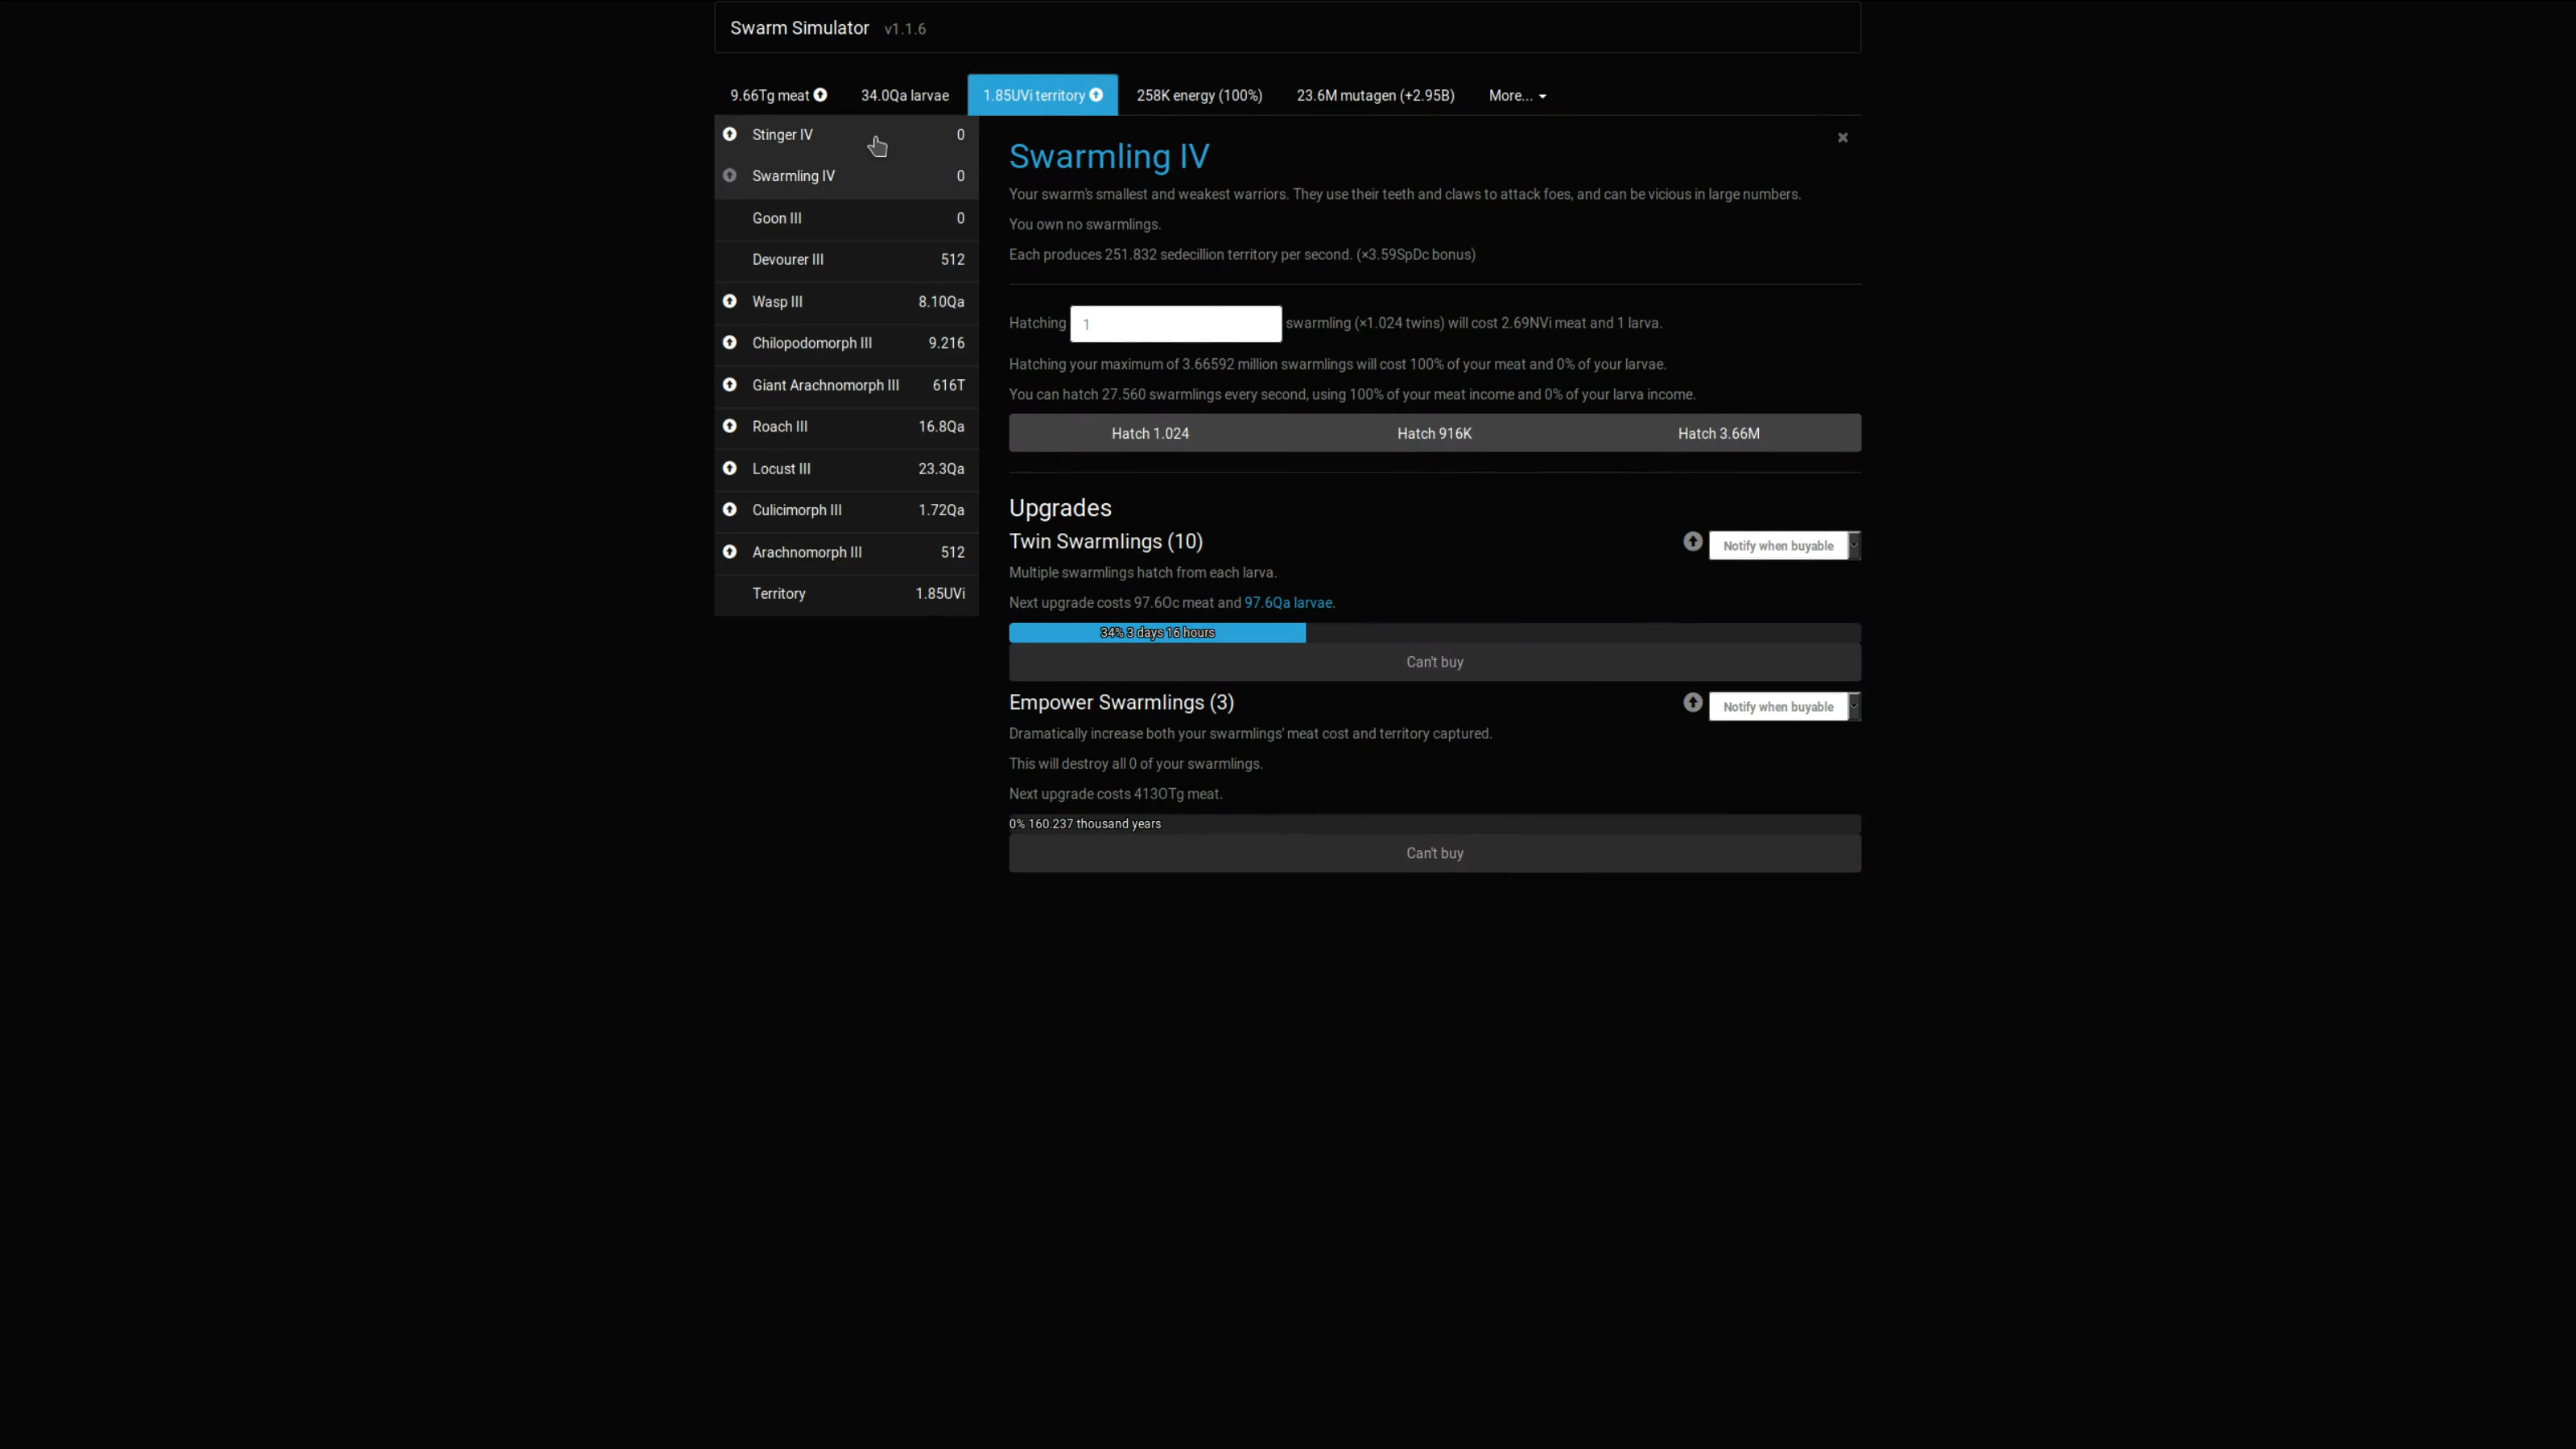 Swarm Simulator v1.1.6
9.66Tg meat 34.0Qa larvae 1.85UVi territory 258K energy (100%) 23.6M mutagen (+2.95B) More...
Stinger IV 0
Swarmling IV 0
Goon III 0
Devourer III 512
Wasp III 8.10Qa
Chilopodomorph III 9.216
Giant Arachnomorph III 616T
Roach III 16.8Qa
Locust III 23.3Qa
Culicimorph III 1.72Qa
Arachnomorph III 512
Territory 1.85UVi
Swarmling IV
Your swarm's smallest and weakest warriors. They use their teeth and claws to attack foes, and can be vicious in large numbers.
You own no swarmlings.
Each produces 251.832 sedecillion territory per second. (×3.59SpDc bonus)
Hatching 1 swarmling (×1.024 twins) will cost 2.69NVi meat and 1 larva.
Hatching your maximum of 3.66592 million swarmlings will cost 100% of your meat and 0% of your larvae.
You can hatch 27.560 swarmlings every second, using 100% of your meat income and 0% of your larva income.
Hatch 1.024 Hatch 916K Hatch 3.66M
Upgrades
Twin Swarmlings (10) Notify when buyable
Multiple swarmlings hatch from each larva.
Next upgrade costs 97.6Oc meat and 97.6Qa larvae.
34% 3 days 16 hours
Can't buy
Empower Swarmlings (3) Notify when buyable
Dramatically increase both your swarmlings' meat cost and territory captured.
This will destroy all 0 of your swarmlings.
Next upgrade costs 413OTg meat.
0% 160.237 thousand years
Can't buy